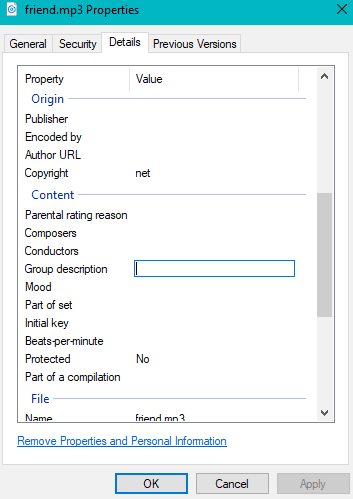 friend.mp3 Properties
General Security Details Previous Versions
Property Value
Origin
Publisher
Encoded by
Author URL
Copyright net
Content
Parental rating reason
Composers
Conductors
Group description
Mood
Part of set
Initial key
Beats-per-minute
Protected No
Part of a compilation
File
Name friend.mp3
Remove Properties and Personal Information
OK Cancel Apply